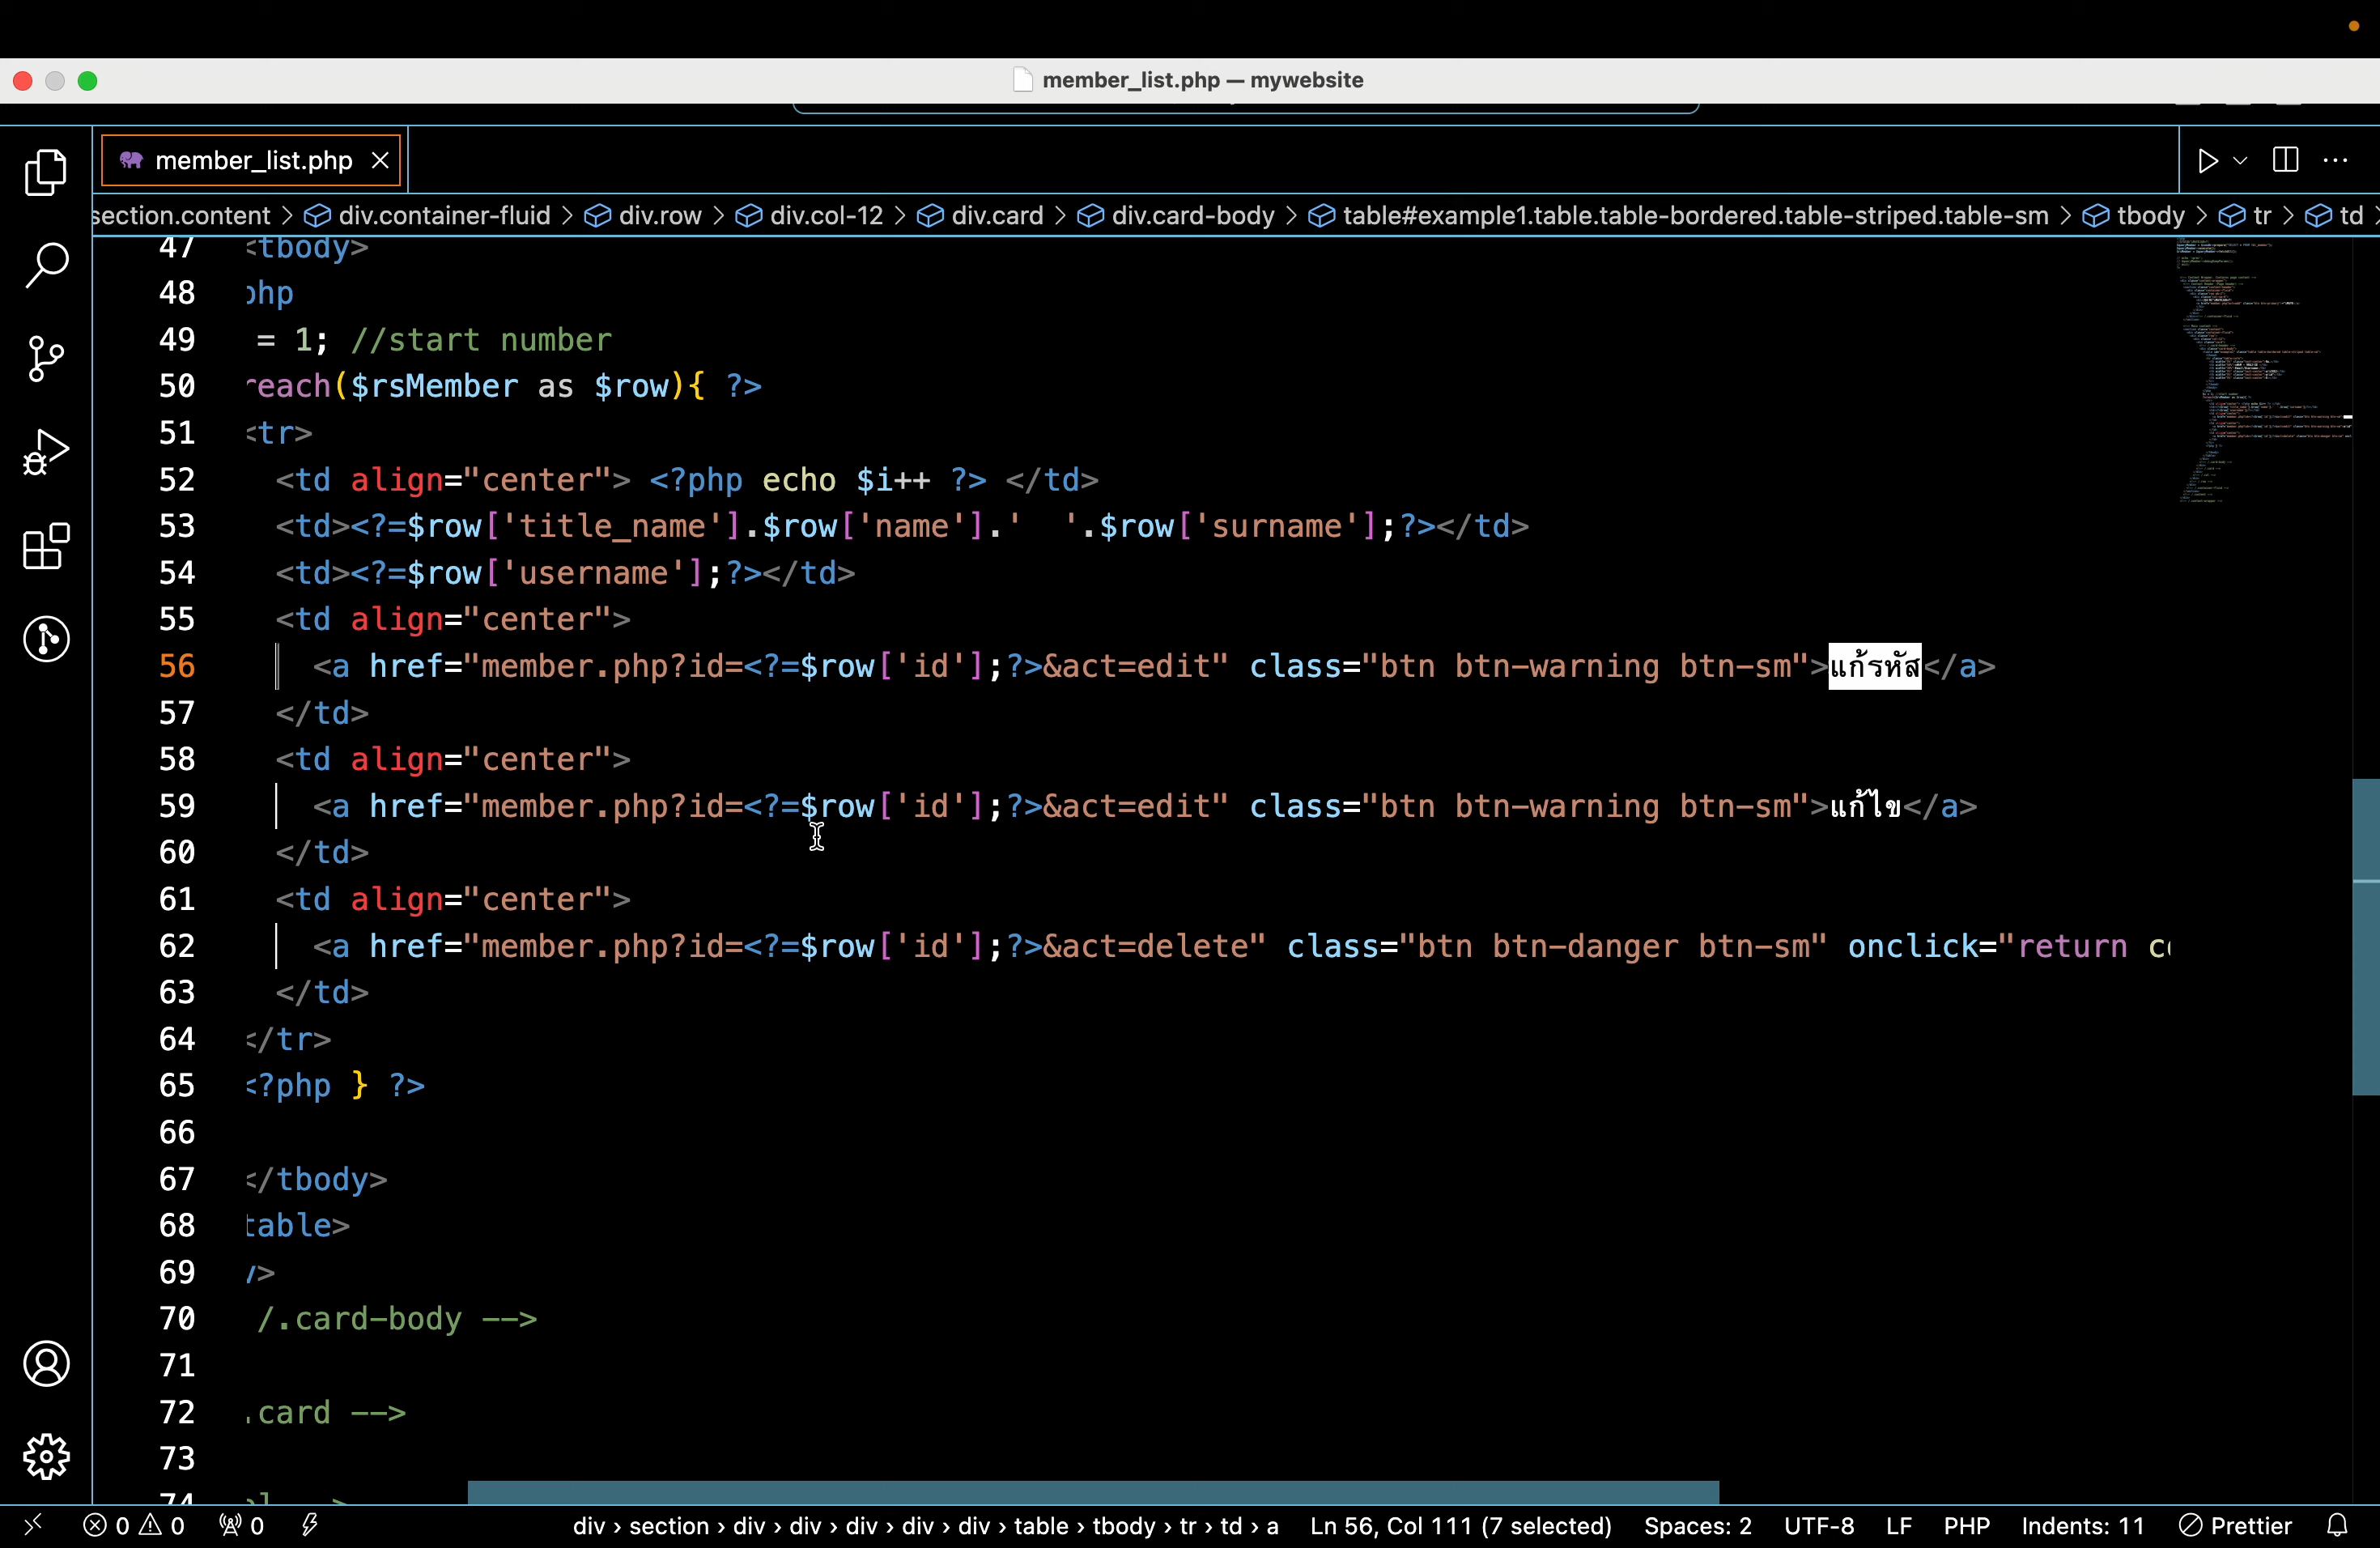 member_list.php — mywebsite
member_list.php
section.content > div.container-fluid > div.row > div.col-12 > div.card > div.card-body > table#example1.table.table-bordered.table-striped.table-sm > tbody > tr > td
47 <tbody>
48 php
49 = 1; //start number
50 reach($rsMember as $row){ ?>
51 <tr>
52 <td align="center"> <?php echo $i++ ?> </td>
53 <td><?=$row['title_name'].$row['name'].'  '.$row['surname'];?></td>
54 <td><?=$row['username'];?></td>
55 <td align="center">
56 <a href="member.php?id=<?=$row['id'];?>&act=edit" class="btn btn-warning btn-sm">แก้รหัส</a>
57 </td>
58 <td align="center">
59 <a href="member.php?id=<?=$row['id'];?>&act=edit" class="btn btn-warning btn-sm">แก้ไข</a>
60 </td>
61 <td align="center">
62 <a href="member.php?id=<?=$row['id'];?>&act=delete" class="btn btn-danger btn-sm" onclick="return c
63 </td>
64 </tr>
65 <?php } ?>
66
67 </tbody>
68 table>
69 />
70 /.card-body -->
71
72 .card -->
73
74
0 0 0 div › section › div › div › div › div › div › table › tbody › tr › td › a Ln 56, Col 111 (7 selected) Spaces: 2 UTF-8 LF PHP Indents: 11 Prettier